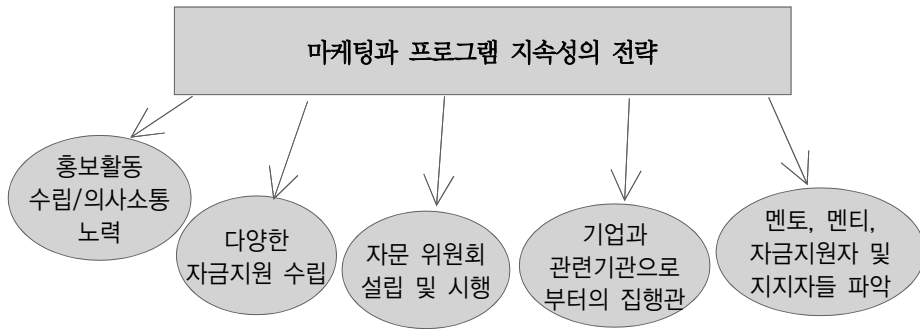 마케팅과 프로그램 지속성의 전략
홍보활동
수립/의사소통
노력
다양한
자금지원 수립
자문 위원회
설립 및 시행
기업과
관련기관으로
부터의 집행관
멘토, 멘티,
자금지원자 및
지지자들 파악